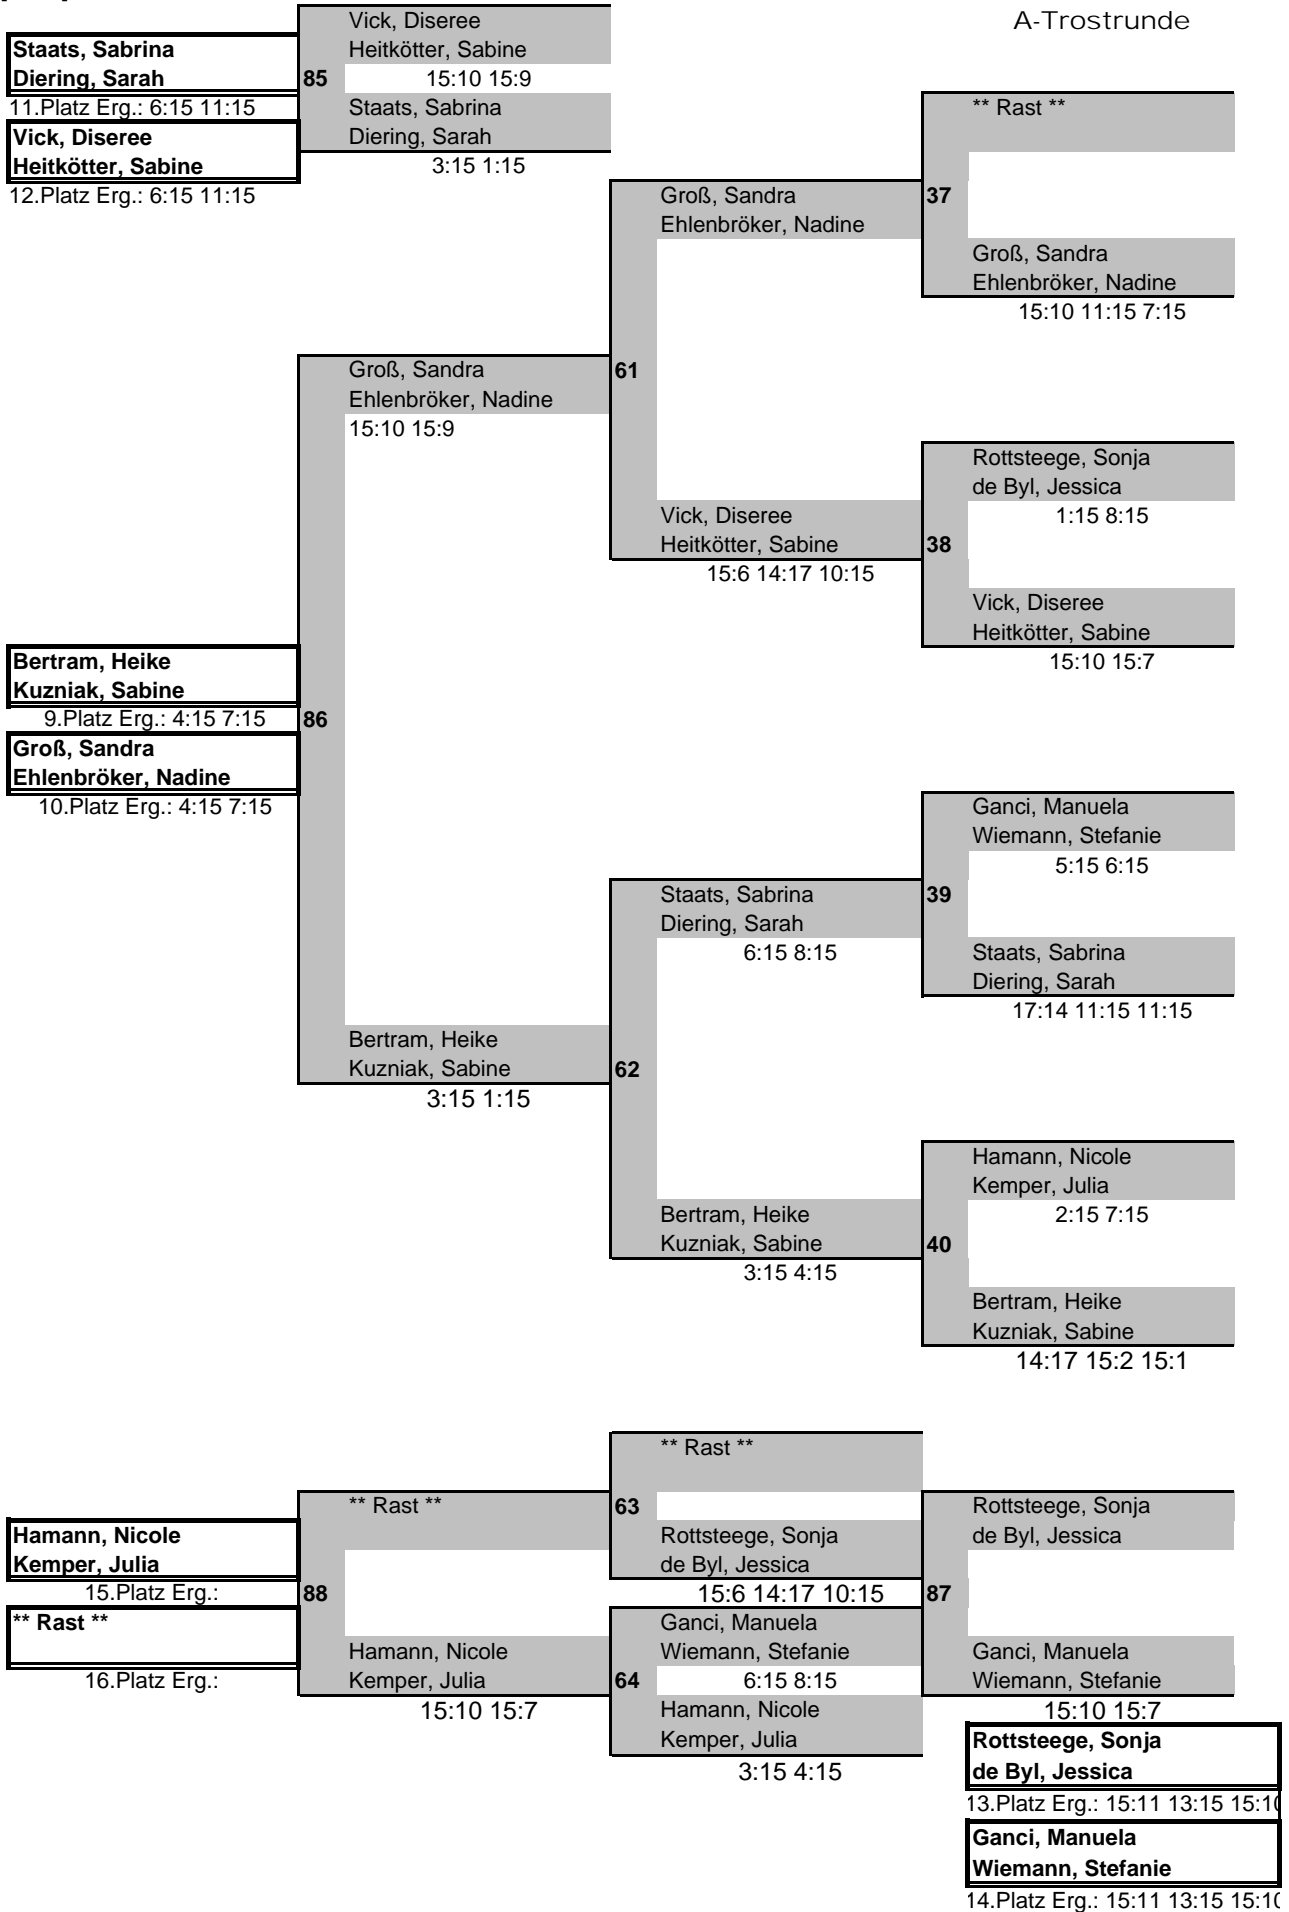 A-Trostrunde
Vick, Diseree
Heitkötter, Sabine
Staats, Sabrina
Diering, Sarah
85
15:10 15:9
11.Platz Erg.: 6:15 11:15
Staats, Sabrina
Diering, Sarah
Vick, Diseree
Heitkötter, Sabine
3:15 1:15
12.Platz Erg.: 6:15 11:15
** Rast **
37
Groß, Sandra
Ehlenbröker, Nadine
15:10 11:15 7:15
Groß, Sandra
Ehlenbröker, Nadine
61
Vick, Diseree
Heitkötter, Sabine
15:6 14:17 10:15
Rottsteege, Sonja
de Byl, Jessica
1:15 8:15
38
Vick, Diseree
Heitkötter, Sabine
15:10 15:7
Groß, Sandra
Ehlenbröker, Nadine
15:10 15:9
Bertram, Heike
Kuzniak, Sabine
9.Platz Erg.: 4:15 7:15
86
Groß, Sandra
Ehlenbröker, Nadine
10.Platz Erg.: 4:15 7:15
Bertram, Heike
Kuzniak, Sabine
3:15 1:15
Ganci, Manuela
Wiemann, Stefanie
5:15 6:15
39
Staats, Sabrina
Diering, Sarah
17:14 11:15 11:15
Staats, Sabrina
Diering, Sarah
6:15 8:15
62
Bertram, Heike
Kuzniak, Sabine
3:15 4:15
Hamann, Nicole
Kemper, Julia
2:15 7:15
40
Bertram, Heike
Kuzniak, Sabine
14:17 15:2 15:1
** Rast **
63
Rottsteege, Sonja
de Byl, Jessica
15:6 14:17 10:15
** Rast **
Hamann, Nicole
Kemper, Julia
15.Platz Erg.:
88
** Rast **
16.Platz Erg.:
Hamann, Nicole
Kemper, Julia
15:10 15:7
Ganci, Manuela
Wiemann, Stefanie
64
6:15 8:15
Hamann, Nicole
Kemper, Julia
3:15 4:15
Rottsteege, Sonja
de Byl, Jessica
87
Ganci, Manuela
Wiemann, Stefanie
15:10 15:7
Rottsteege, Sonja
de Byl, Jessica
13.Platz Erg.: 15:11 13:15 15:10
Ganci, Manuela
Wiemann, Stefanie
14.Platz Erg.: 15:11 13:15 15:10